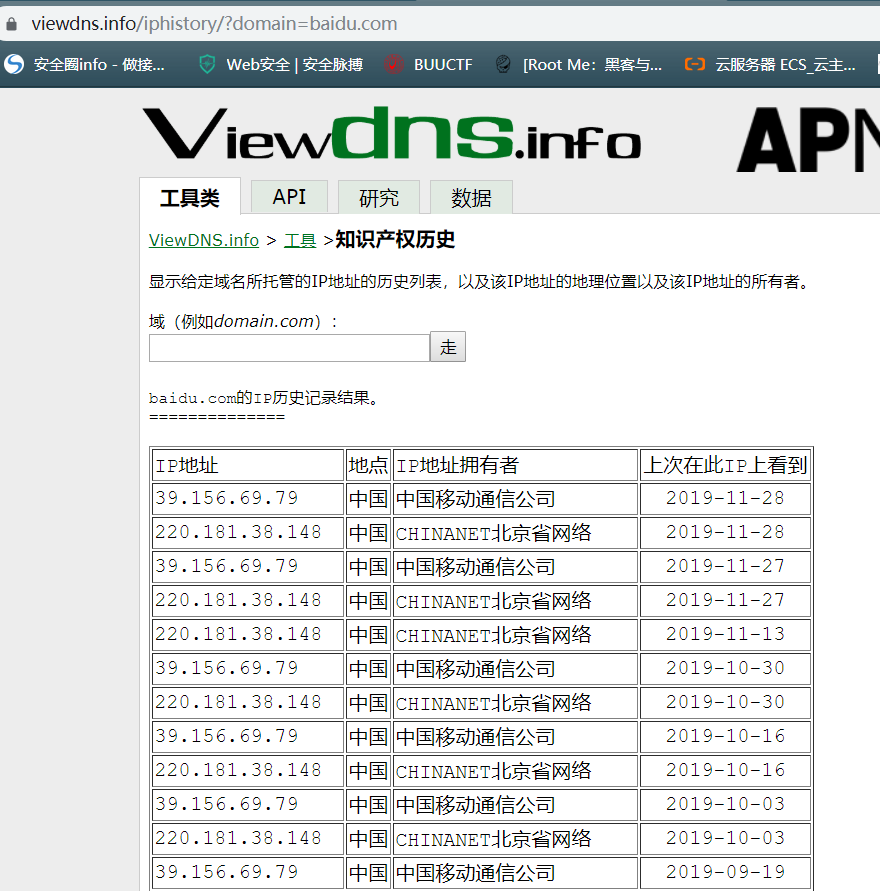 viewdns.info/iphistory/?domain=baidu.com
安全圈info - 做接... Web安全 | 安全脉搏 BUUCTF [Root Me：黑客与... 云服务器 ECS_云主...
Viewdns.info APN
工具类 API 研究 数据
ViewDNS.info > 工具 >知识产权历史
显示给定域名所托管的IP地址的历史列表，以及该IP地址的地理位置以及该IP地址的所有者。
域（例如domain.com）：
走
baidu.com的IP历史记录结果。
==============
IP地址 地点 IP地址拥有者 上次在此IP上看到
39.156.69.79 中国 中国移动通信公司 2019-11-28
220.181.38.148 中国 CHINANET北京省网络 2019-11-28
39.156.69.79 中国 中国移动通信公司 2019-11-27
220.181.38.148 中国 CHINANET北京省网络 2019-11-27
220.181.38.148 中国 CHINANET北京省网络 2019-11-13
39.156.69.79 中国 中国移动通信公司 2019-10-30
220.181.38.148 中国 CHINANET北京省网络 2019-10-30
39.156.69.79 中国 中国移动通信公司 2019-10-16
220.181.38.148 中国 CHINANET北京省网络 2019-10-16
39.156.69.79 中国 中国移动通信公司 2019-10-03
220.181.38.148 中国 CHINANET北京省网络 2019-10-03
39.156.69.79 中国 中国移动通信公司 2019-09-19